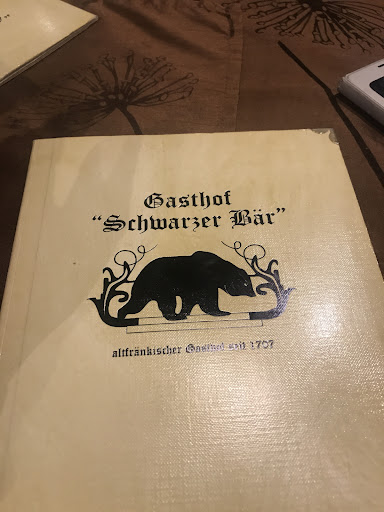 Gasthof
"Schwarzer Bär"
altfränkischer Gasthof seit 1707